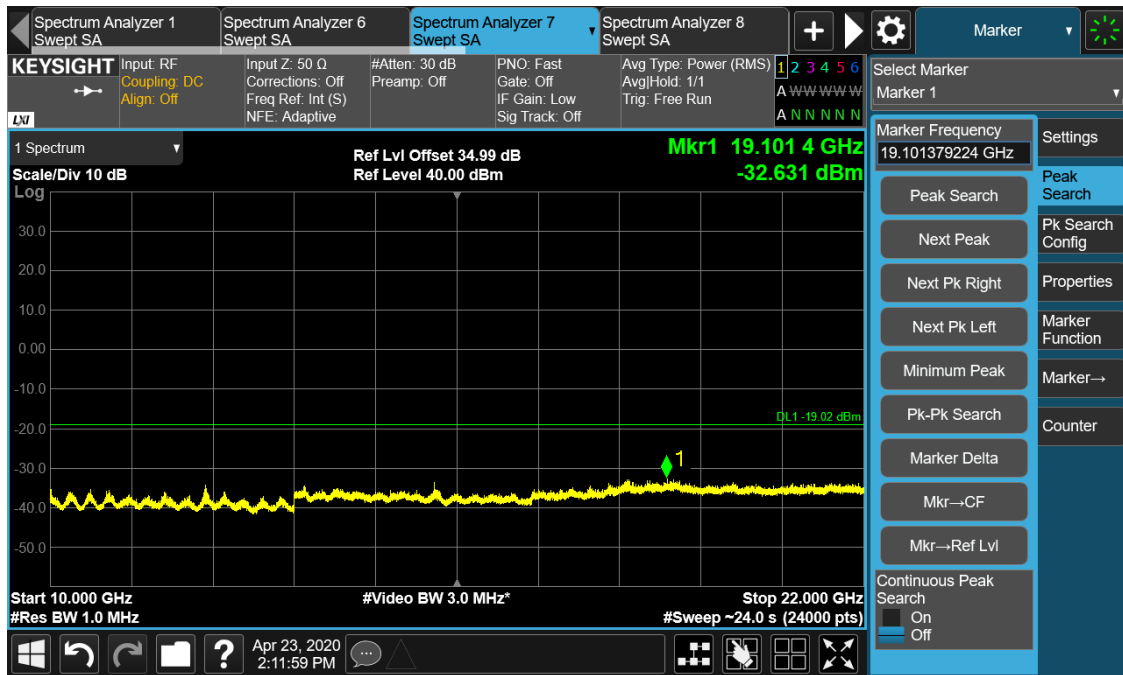 Spectrum Analyzer 1
Swept SA
Spectrum Analyzer 6
Swept SA
Spectrum Analyzer 7
Swept SA
Spectrum Analyzer 8
Swept SA
Marker
KEYSIGHT
LXI
Input: RF
Coupling: DC
Align: Off
Input Z: 50 Ω
Corrections: Off
Freq Ref: Int (S)
NFE: Adaptive
#Atten: 30 dB
Preamp: Off
PNO: Fast
Gate: Off
IF Gain: Low
Sig Track: Off
Avg Type: Power (RMS)
Avg|Hold: 1/1
Trig: Free Run
1 2 3 4 5 6
A W W W W W
A N N N N N
Select Marker
Marker 1
1 Spectrum
Scale/Div 10 dB
Log
Ref Lvl Offset 34.99 dB
Ref Level 40.00 dBm
Mkr1 19.101 4 GHz
-32.631 dBm
30.0
20.0
10.0
0.00
-10.0
-20.0
-30.0
-40.0
-50.0
DL1 -19.02 dBm
1
Start 10.000 GHz
#Res BW 1.0 MHz
#Video BW 3.0 MHz*
Stop 22.000 GHz
#Sweep ~24.0 s (24000 pts)
Marker Frequency
19.101379224 GHz
Peak Search
Next Peak
Next Pk Right
Next Pk Left
Minimum Peak
Pk-Pk Search
Marker Delta
Mkr→CF
Mkr→Ref Lvl
Continuous Peak
Search
On
Off
Settings
Peak
Search
Pk Search
Config
Properties
Marker
Function
Marker→
Counter
?
Apr 23, 2020
2:11:59 PM